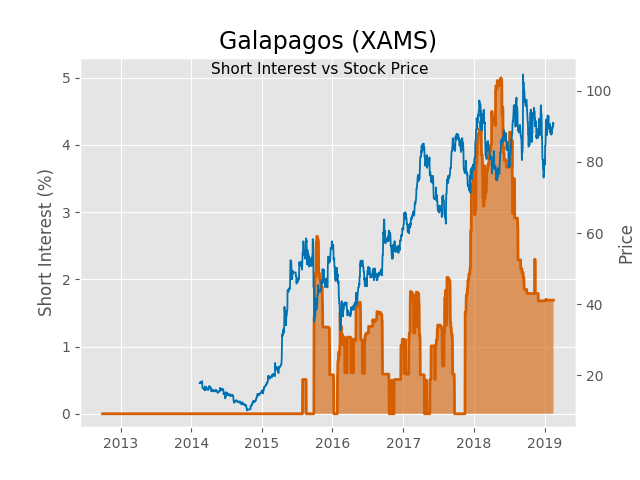 Galapagos (XAMS)
Short Interest vs Stock Price
Short Interest (%)
5
4
3
2
1
0
100
80
60
40
20
Price
2013 2014 2015 2016 2017 2018 2019